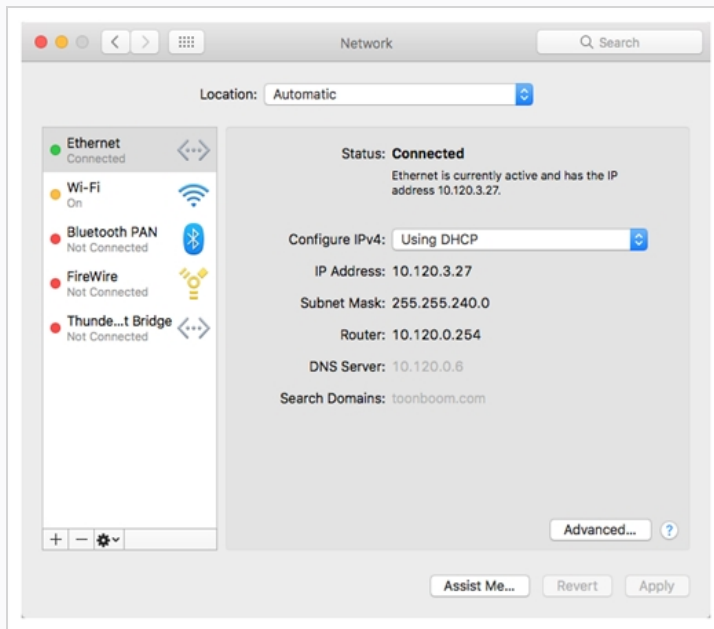 Network
Search
Location: Automatic
Ethernet
Connected
Wi-Fi
On
Bluetooth PAN
Not Connected
FireWire
Not Connected
Thunde...t Bridge
Not Connected
Status: Connected
Ethernet is currently active and has the IP
address 10.120.3.27.
Configure IPv4: Using DHCP
IP Address: 10.120.3.27
Subnet Mask: 255.255.240.0
Router: 10.120.0.254
DNS Server: 10.120.0.6
Search Domains: toonboom.com
Advanced... ?
Assist Me... Revert Apply